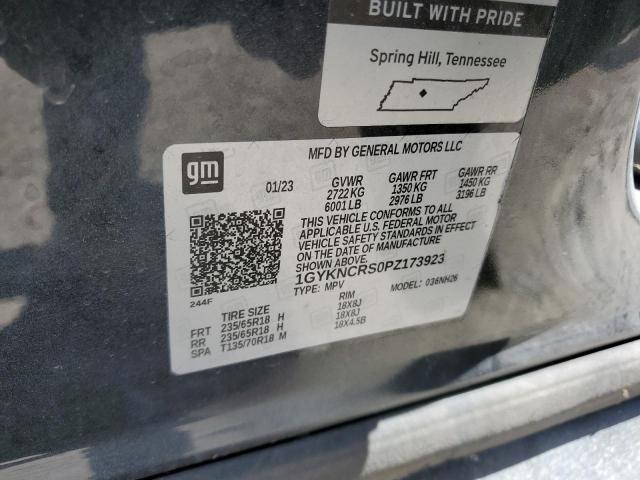 BUILT WITH PRIDE
Spring Hill, Tennessee
gm
MFD BY GENERAL MOTORS LLC
01/23 GVWR GAWR FRT GAWR RR
2722 KG 1350 KG 1450 KG
6001 LB 2976 LB 3196 LB
THIS VEHICLE CONFORMS TO ALL
APPLICABLE U.S. FEDERAL MOTOR
VEHICLE SAFETY STANDARDS IN EFFECT
ON THE DATE OF MANUFACTURE
SHOWN ABOVE.
1GYKNCRS0PZ173923
TYPE: MPV MODEL: 036NH26
244F
TIRE SIZE RIM
FRT 235/65R18 H 18X8J
RR 235/65R18 H 18X8J
SPA T135/70R18 M 18X4.5B